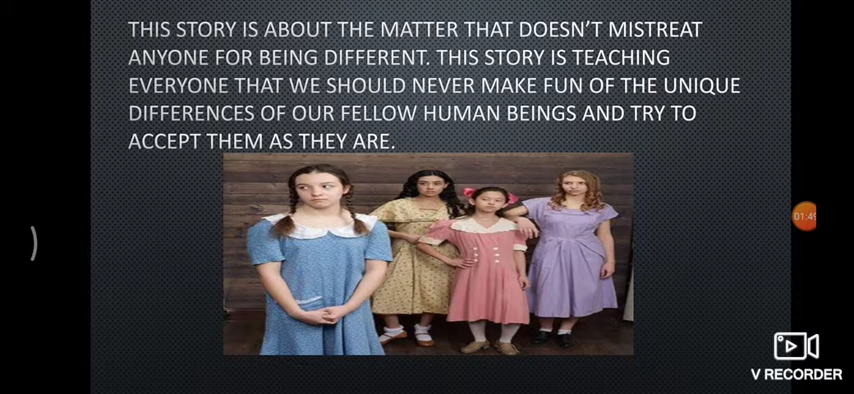 THIS STORY IS ABOUT THE MATTER THAT DOESN'T MISTREAT
ANYONE FOR BEING DIFFERENT. THIS STORY IS TEACHING
EVERYONE THAT WE SHOULD NEVER MAKE FUN OF THE UNIQUE
DIFFERENCES OF OUR FELLOW HUMAN BEINGS AND TRY TO
ACCEPT THEM AS THEY ARE.
01:49
V RECORDER